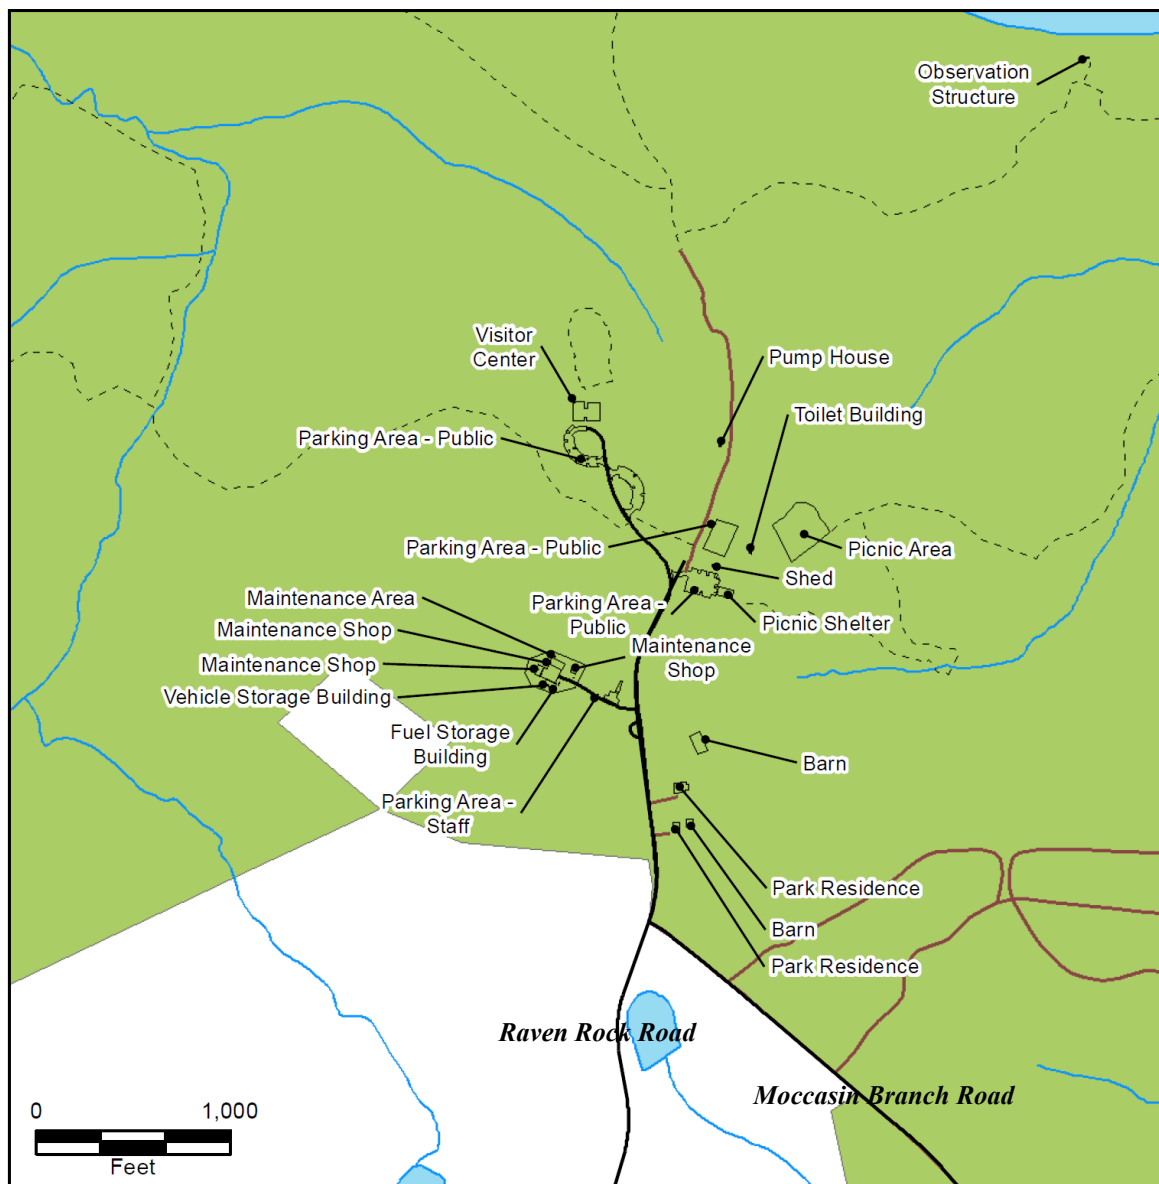 Observation
Structure
Visitor
Center
Pump House
Toilet Building
Parking Area - Public
Parking Area - Public
Picnic Area
Shed
Maintenance Area
Parking Area -
Public
Picnic Shelter
Maintenance Shop
Maintenance
Shop
Maintenance Shop
Vehicle Storage Building
Fuel Storage
Building
Barn
Parking Area -
Staff
Park Residence
Barn
Park Residence
Raven Rock Road
Moccasin Branch Road
0 1,000
Feet